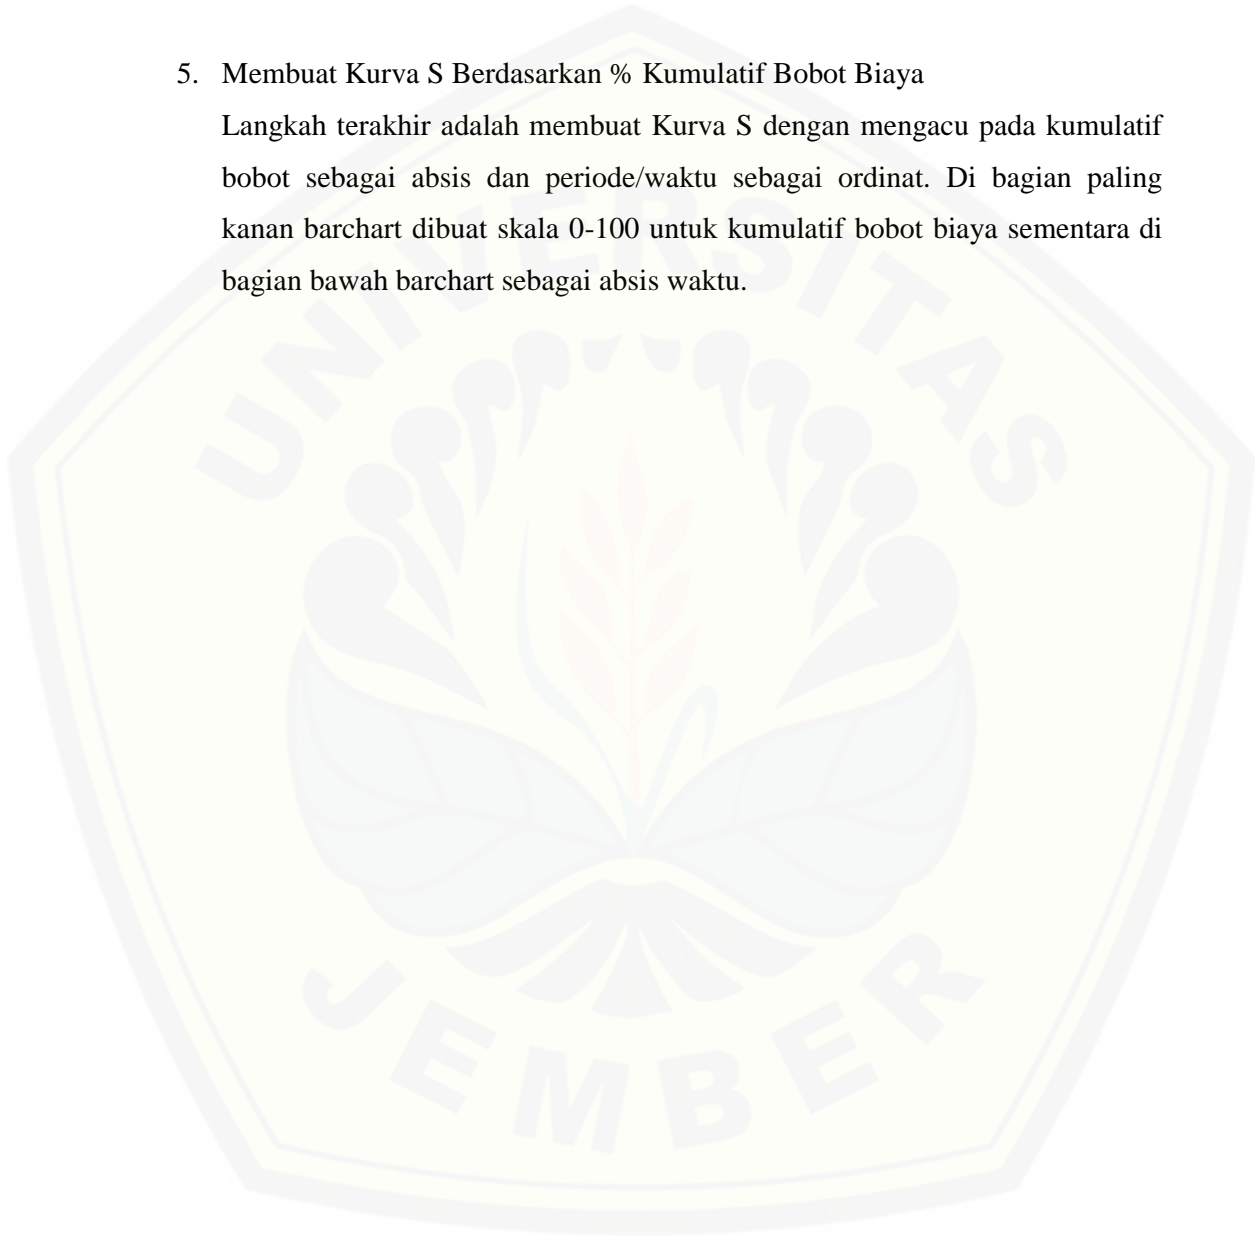 5. Membuat Kurva S Berdasarkan % Kumulatif Bobot Biaya
Langkah terakhir adalah membuat Kurva S dengan mengacu pada kumulatif
bobot sebagai absis dan periode/waktu sebagai ordinat. Di bagian paling
kanan barchart dibuat skala 0-100 untuk kumulatif bobot biaya sementara di
bagian bawah barchart sebagai absis waktu.
UNIVERSITAS
JEMBER